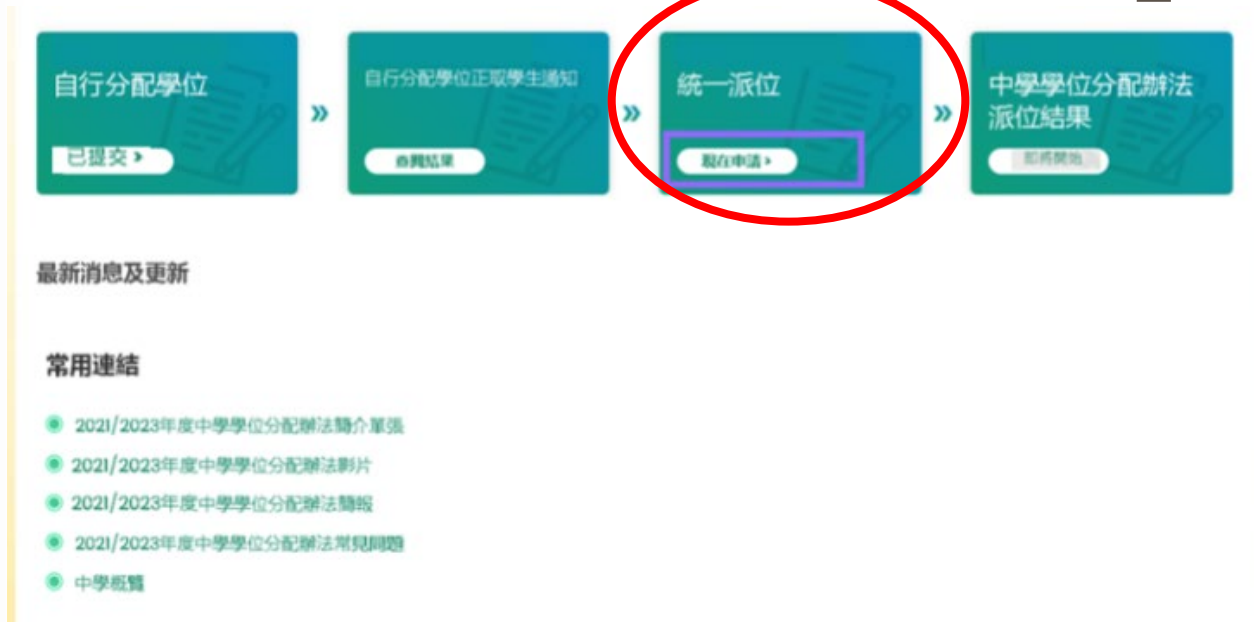 自行分配學位
已提交
自行分配學位正取學生通知
查閱結果
統一派位
現在申請
中學學位分配辦法
派位結果
即將開始
最新消息及更新
常用連結
2021/2023年度中學學位分配辦法簡介單張
2021/2023年度中學學位分配辦法影片
2021/2023年度中學學位分配辦法簡報
2021/2023年度中學學位分配辦法常見問題
中學概覽